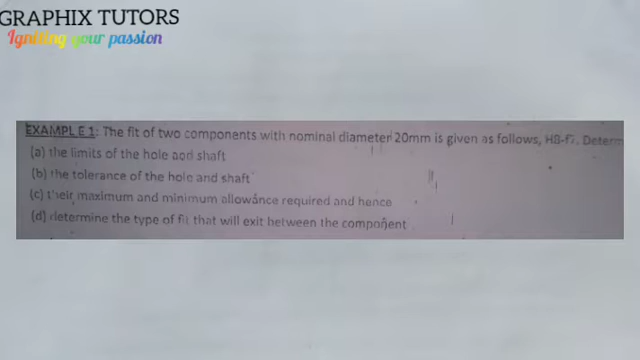 GRAPHIX TUTORS
Igniting your passion
EXAMPLE 1: The fit of two components with nominal diameter 20mm is given as follows, H8-f7. Determ
(a) the limits of the hole and shaft
(b) the tolerance of the hole and shaft
(c) their maximum and minimum allowance required and hence
(d) determine the type of fit that will exit between the component